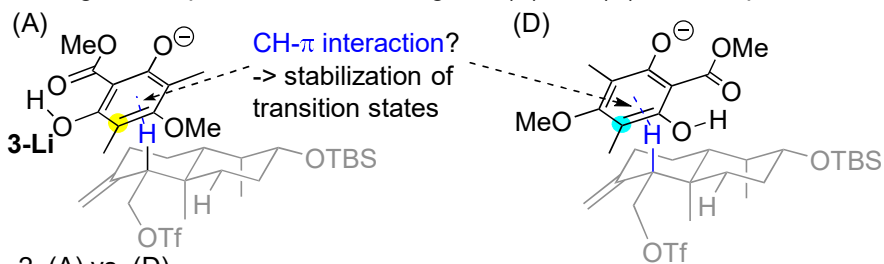 (A)
(D)
MeO
O
⊖
O
H
O
3-Li
OMe
H
H
OTBS
OTf
CH-π interaction?
-> stabilization of
transition states
O
⊖
OMe
O
MeO
O
H
H
H
OTBS
OTf